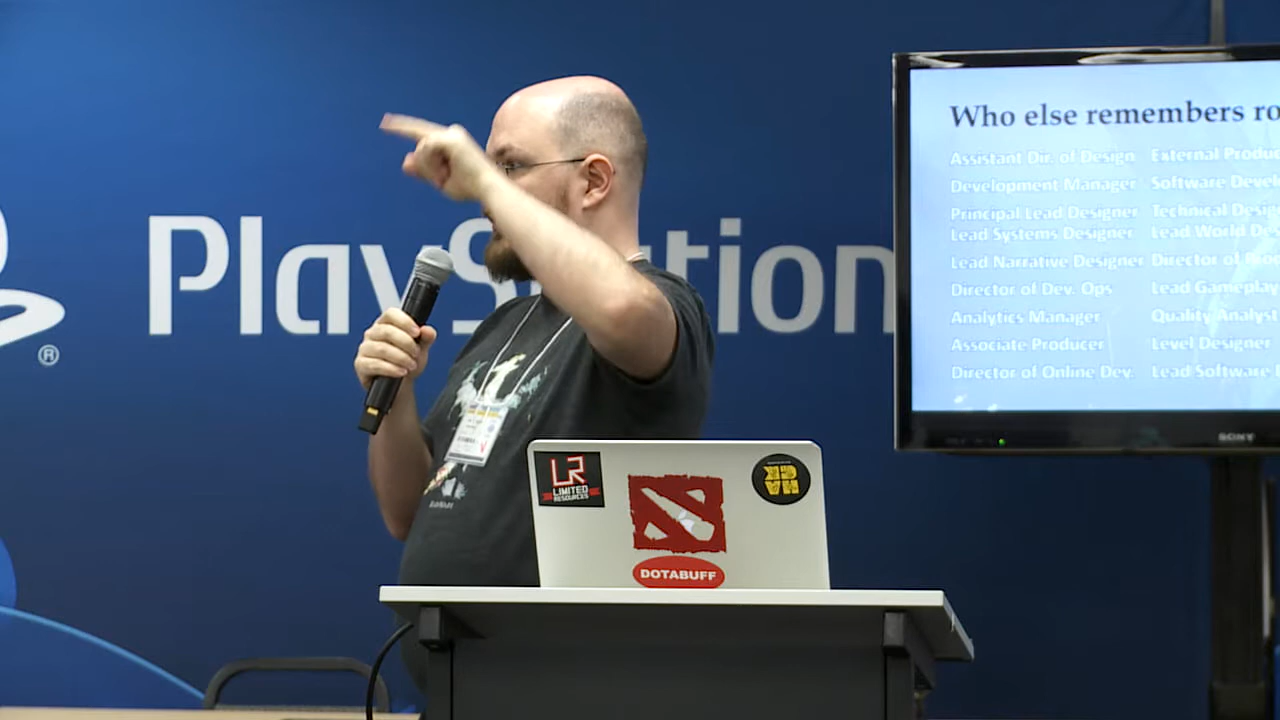 PlayStation
®
Who else remembers ro
Assistant Dir. of Design External Produc
Development Manager Software Devel
Principal Lead Designer Technical Desig
Lead Systems Designer Lead World De
Lead Narrative Designer Director of Prod
Director of Dev. Ops Lead Gameplay
Analytics Manager Quality Analyst
Associate Producer Level Designer
Director of Online Dev. Lead Software
SONY
LR
LIMITED
RESOURCES
DOTABUFF